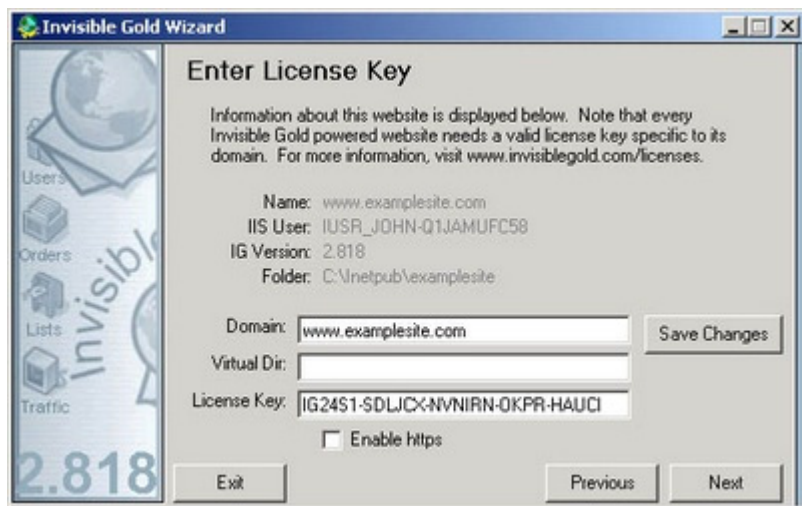 Invisible Gold Wizard
Enter License Key
Information about this website is displayed below. Note that every
Invisible Gold powered website needs a valid license key specific to its
domain. For more information, visit www.invisiblegold.com/licenses.
Name: www.examplesite.com
IIS User: IUSR_JOHN-Q1JAMUFC58
IG Version: 2.818
Folder: C:\Inetpub\examplesite
Domain: www.examplesite.com
Save Changes
Virtual Dir:
License Key: IG24S1-SDLJCX-NVNIRN-OKPR-HAUCI
Enable https
Exit
Previous
Next
Users
Orders
Lists
Traffic
Invisible
2.818